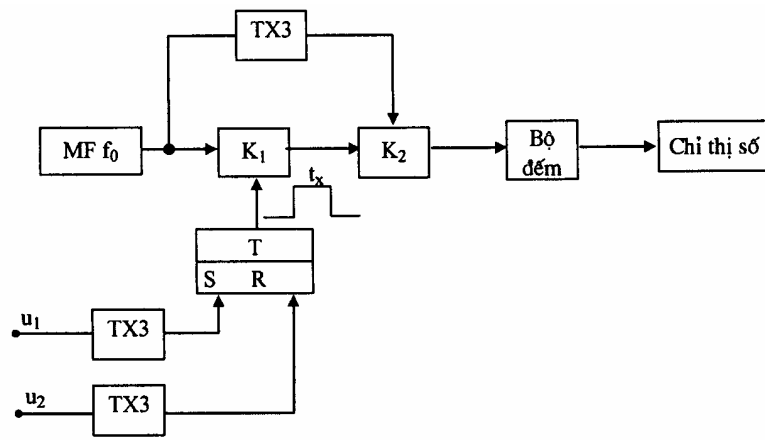 TX3
MF f₀
K₁
K₂
Bộ
đếm
Chỉ thị số
tₓ
T
S R
u₁
TX3
u₂
TX3